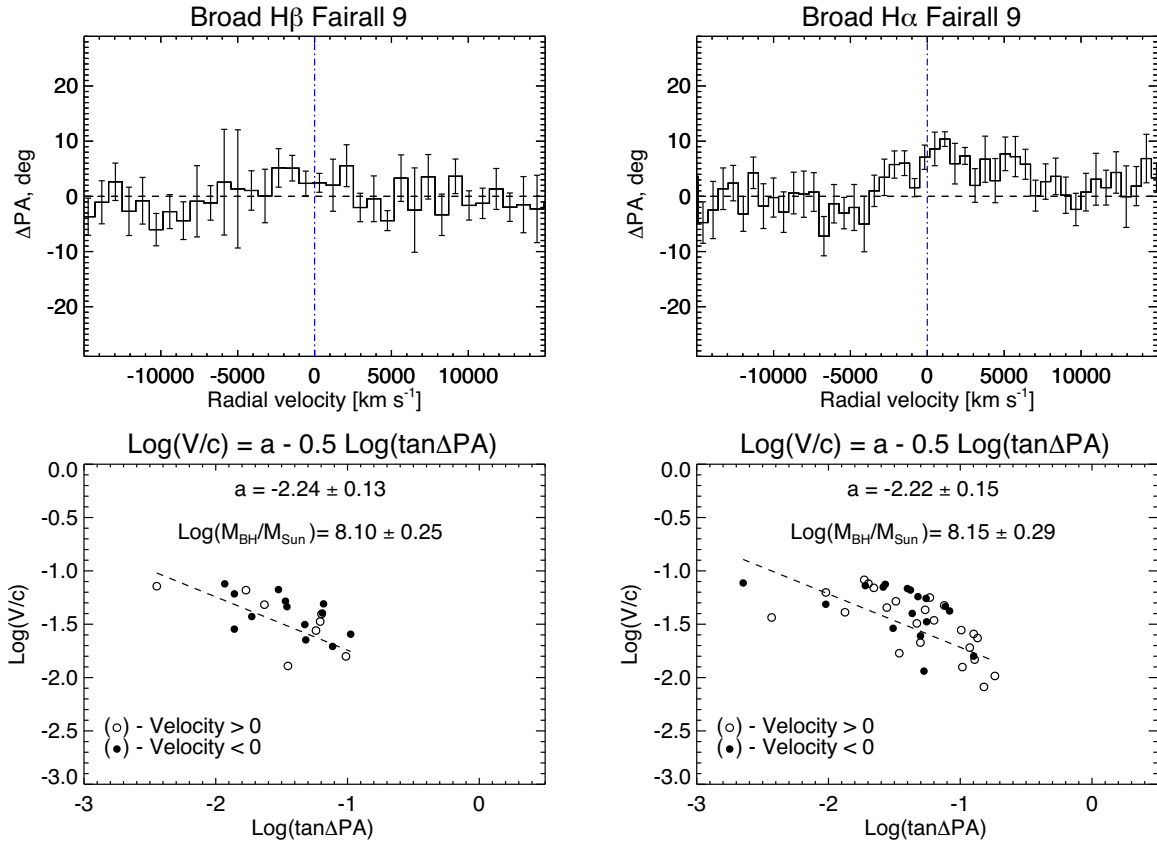 Broad Hβ Fairall 9
20
10
0
-10
-20
ΔPA, deg
-10000 -5000 0 5000 10000
Radial velocity [km s⁻¹]
Broad Hα Fairall 9
20
10
0
-10
-20
ΔPA, deg
-10000 -5000 0 5000 10000
Radial velocity [km s⁻¹]
Log(V/c) = a - 0.5 Log(tanΔPA)
0.0
-0.5
-1.0
-1.5
-2.0
-2.5
-3.0
Log(V/c)
a = -2.24 ± 0.13
Log(M_BH/M_Sun)= 8.10 ± 0.25
(○) - Velocity > 0
(●) - Velocity < 0
-3 -2 -1 0
Log(tanΔPA)
Log(V/c) = a - 0.5 Log(tanΔPA)
0.0
-0.5
-1.0
-1.5
-2.0
-2.5
-3.0
Log(V/c)
a = -2.22 ± 0.15
Log(M_BH/M_Sun)= 8.15 ± 0.29
(○) - Velocity > 0
(●) - Velocity < 0
-3 -2 -1 0
Log(tanΔPA)